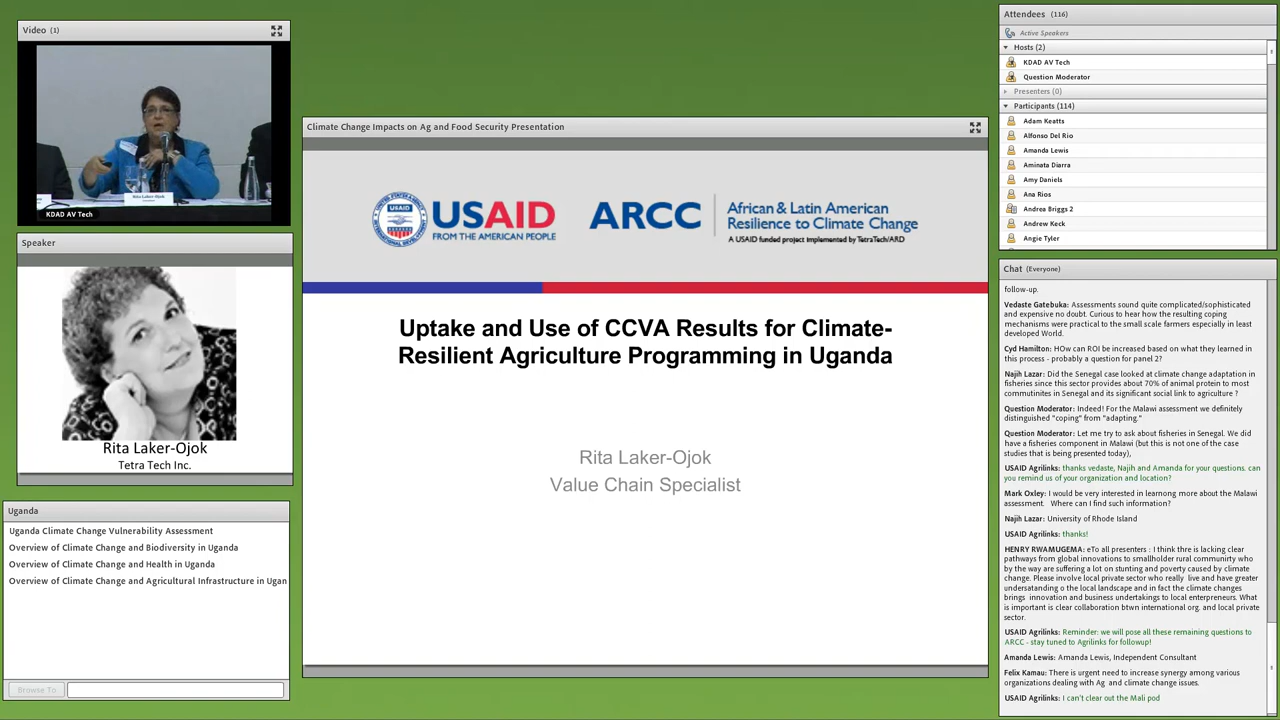 Video (1)
Rita Laker-Ojok
KDAD AV Tech
Speaker
Rita Laker-Ojok
Tetra Tech Inc.
Uganda
Uganda Climate Change Vulnerability Assessment
Overview of Climate Change and Biodiversity in Uganda
Overview of Climate Change and Health in Uganda
Overview of Climate Change and Agricultural Infrastructure in Ugan
Browse To
Climate Change Impacts on Ag and Food Security Presentation
USAID
FROM THE AMERICAN PEOPLE
ARCC
African & Latin American
Resilience to Climate Change
A USAID funded project implemented by TetraTech/ARD
Uptake and Use of CCVA Results for Climate-
Resilient Agriculture Programming in Uganda
Rita Laker-Ojok
Value Chain Specialist
Attendees (116)
Active Speakers
Hosts (2)
KDAD AV Tech
Question Moderator
Presenters (0)
Participants (114)
Adam Keatts
Alfonso Del Rio
Amanda Lewis
Aminata Diarra
Amy Daniels
Ana Rios
Andrea Briggs 2
Andrew Keck
Angie Tyler
Chat (Everyone)
follow-up.
Vedaste Gatebuka: Assessments sound quite complicated/sophisticated
and expensive no doubt. Curious to hear how the resulting coping
mechanisms were practical to the small scale farmers especially in least
developed World.
Cyd Hamilton: HOw can ROI be increased based on what they learned in
this process - probably a question for panel 2?
Najih Lazar: Did the Senegal case looked at climate change adaptation in
fisheries since this sector provides about 70% of animal protein to most
commutinites in Senegal and its significant social link to agriculture ?
Question Moderator: Indeed! For the Malawi assessment we definitely
distinguished "coping" from "adapting."
Question Moderator: Let me try to ask about fisheries in Senegal. We did
have a fisheries component in Malawi (but this is not one of the case
studies that is being presented today),
USAID Agrilinks: thanks vedaste, Najih and Amanda for your questions. can
you remind us of your organization and location?
Mark Oxley: I would be very interested in learnong more about the Malawi
assessment. Where can I find such information?
Najih Lazar: University of Rhode Island
USAID Agrilinks: thanks!
HENRY RWAMUGEMA: eTo all presenters : I think thre is lacking clear
pathways from global innovations to smallholder rural communirty who
by the way are suffering a lot on stunting and poverty caused by climate
change. Please involve local private sector who really live and have greater
undersatanding o the local landscape and in fact the climate changes
brings innovation and business undertakings to local enterpreneurs. What
is important is clear collaboration btwn international org. and local private
sector.
USAID Agrilinks: Reminder: we will pose all these remaining questions to
ARCC - stay tuned to Agrilinks for followup!
Amanda Lewis: Amanda Lewis, Independent Consultant
Felix Kamau: There is urgent need to increase synergy among various
organizations dealing with Ag and climate change issues.
USAID Agrilinks: I can't clear out the Mali pod